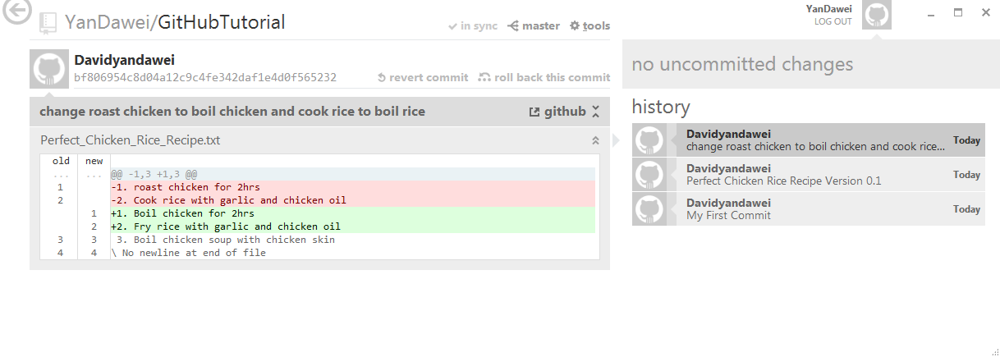 YanDawei/GitHubTutorial
in sync master tools
YanDawei
LOG OUT
Davidyandawei
bf806954c8d04a12c9c4fe342daf1e4d0f565232
revert commit roll back this commit
change roast chicken to boil chicken and cook rice to boil rice
github
Perfect_Chicken_Rice_Recipe.txt
old new
... ... @@ -1,3 +1,3 @@
1 -1. roast chicken for 2hrs
2 -2. Cook rice with garlic and chicken oil
1 +1. Boil chicken for 2hrs
2 +2. Fry rice with garlic and chicken oil
3 3 3. Boil chicken soup with chicken skin
4 4 \ No newline at end of file
no uncommitted changes
history
Davidyandawei
change roast chicken to boil chicken and cook rice... Today
Davidyandawei
Perfect Chicken Rice Recipe Version 0.1 Today
Davidyandawei
My First Commit Today